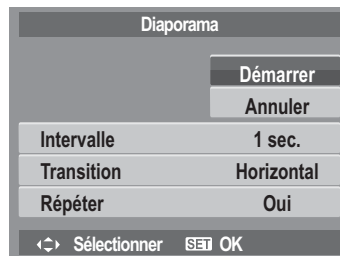 Diaporama
Démarrer
Annuler
Intervalle 1 sec.
Transition Horizontal
Répéter Oui
Sélectionner SET OK